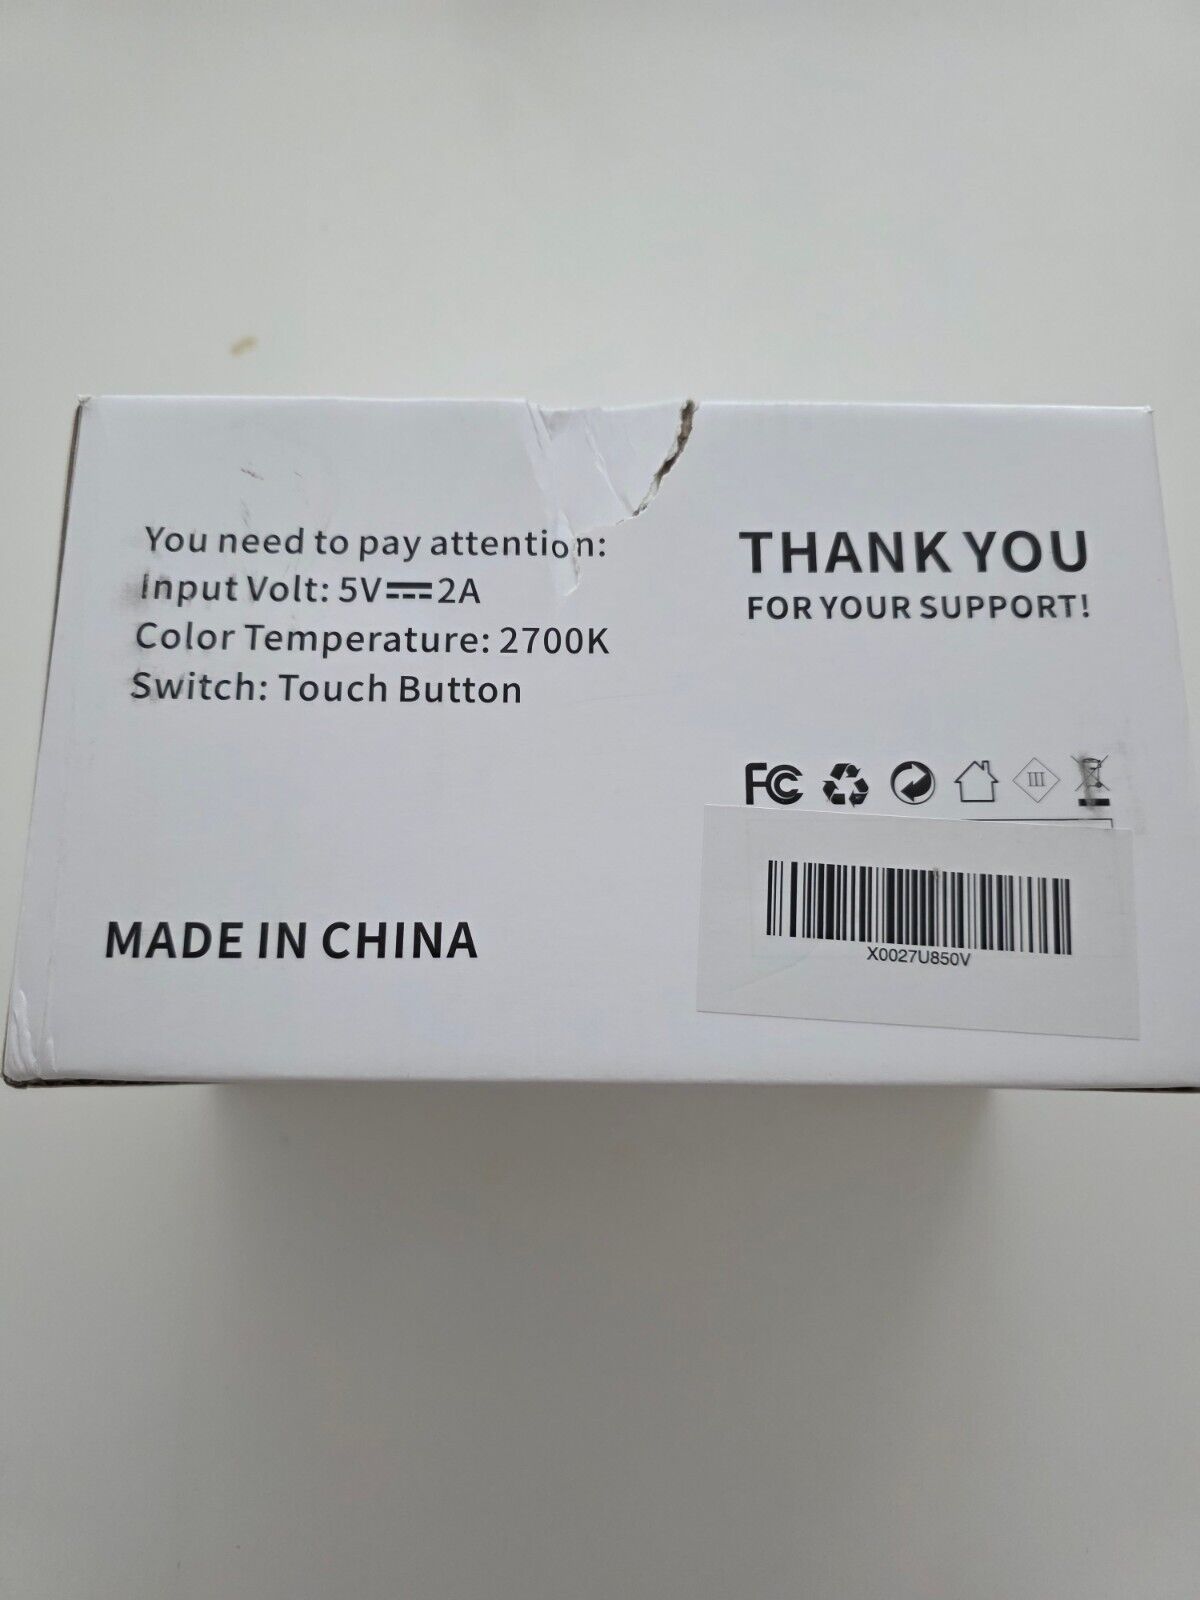 You need to pay attention:
Input Volt: 5V⎓2A
Color Temperature: 2700K
Switch: Touch Button
MADE IN CHINA
THANK YOU
FOR YOUR SUPPORT!
FC
III
X0027U850V